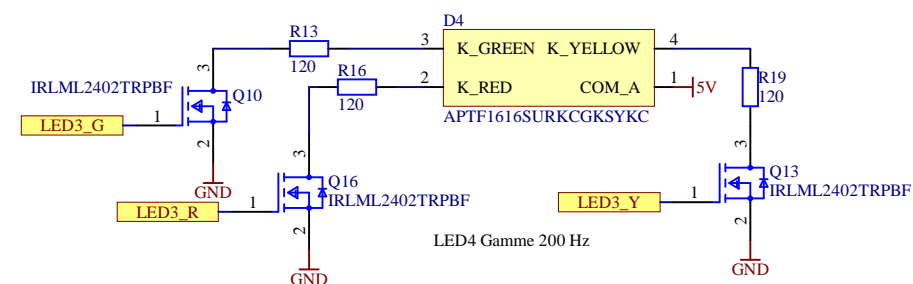 D4
R13
3 K_GREEN K_YELLOW 4
120
R16
2 K_RED COM_A 1 5V
120
R19
120
APTF1616SURKCGKSYKC
3
IRLML2402TRPBF
Q10
LED3_G 1
2
GND
3
Q16
IRLML2402TRPBF
LED3_R 1
2
GND
3
Q13
IRLML2402TRPBF
LED3_Y 1
2
GND
LED4 Gamme 200 Hz